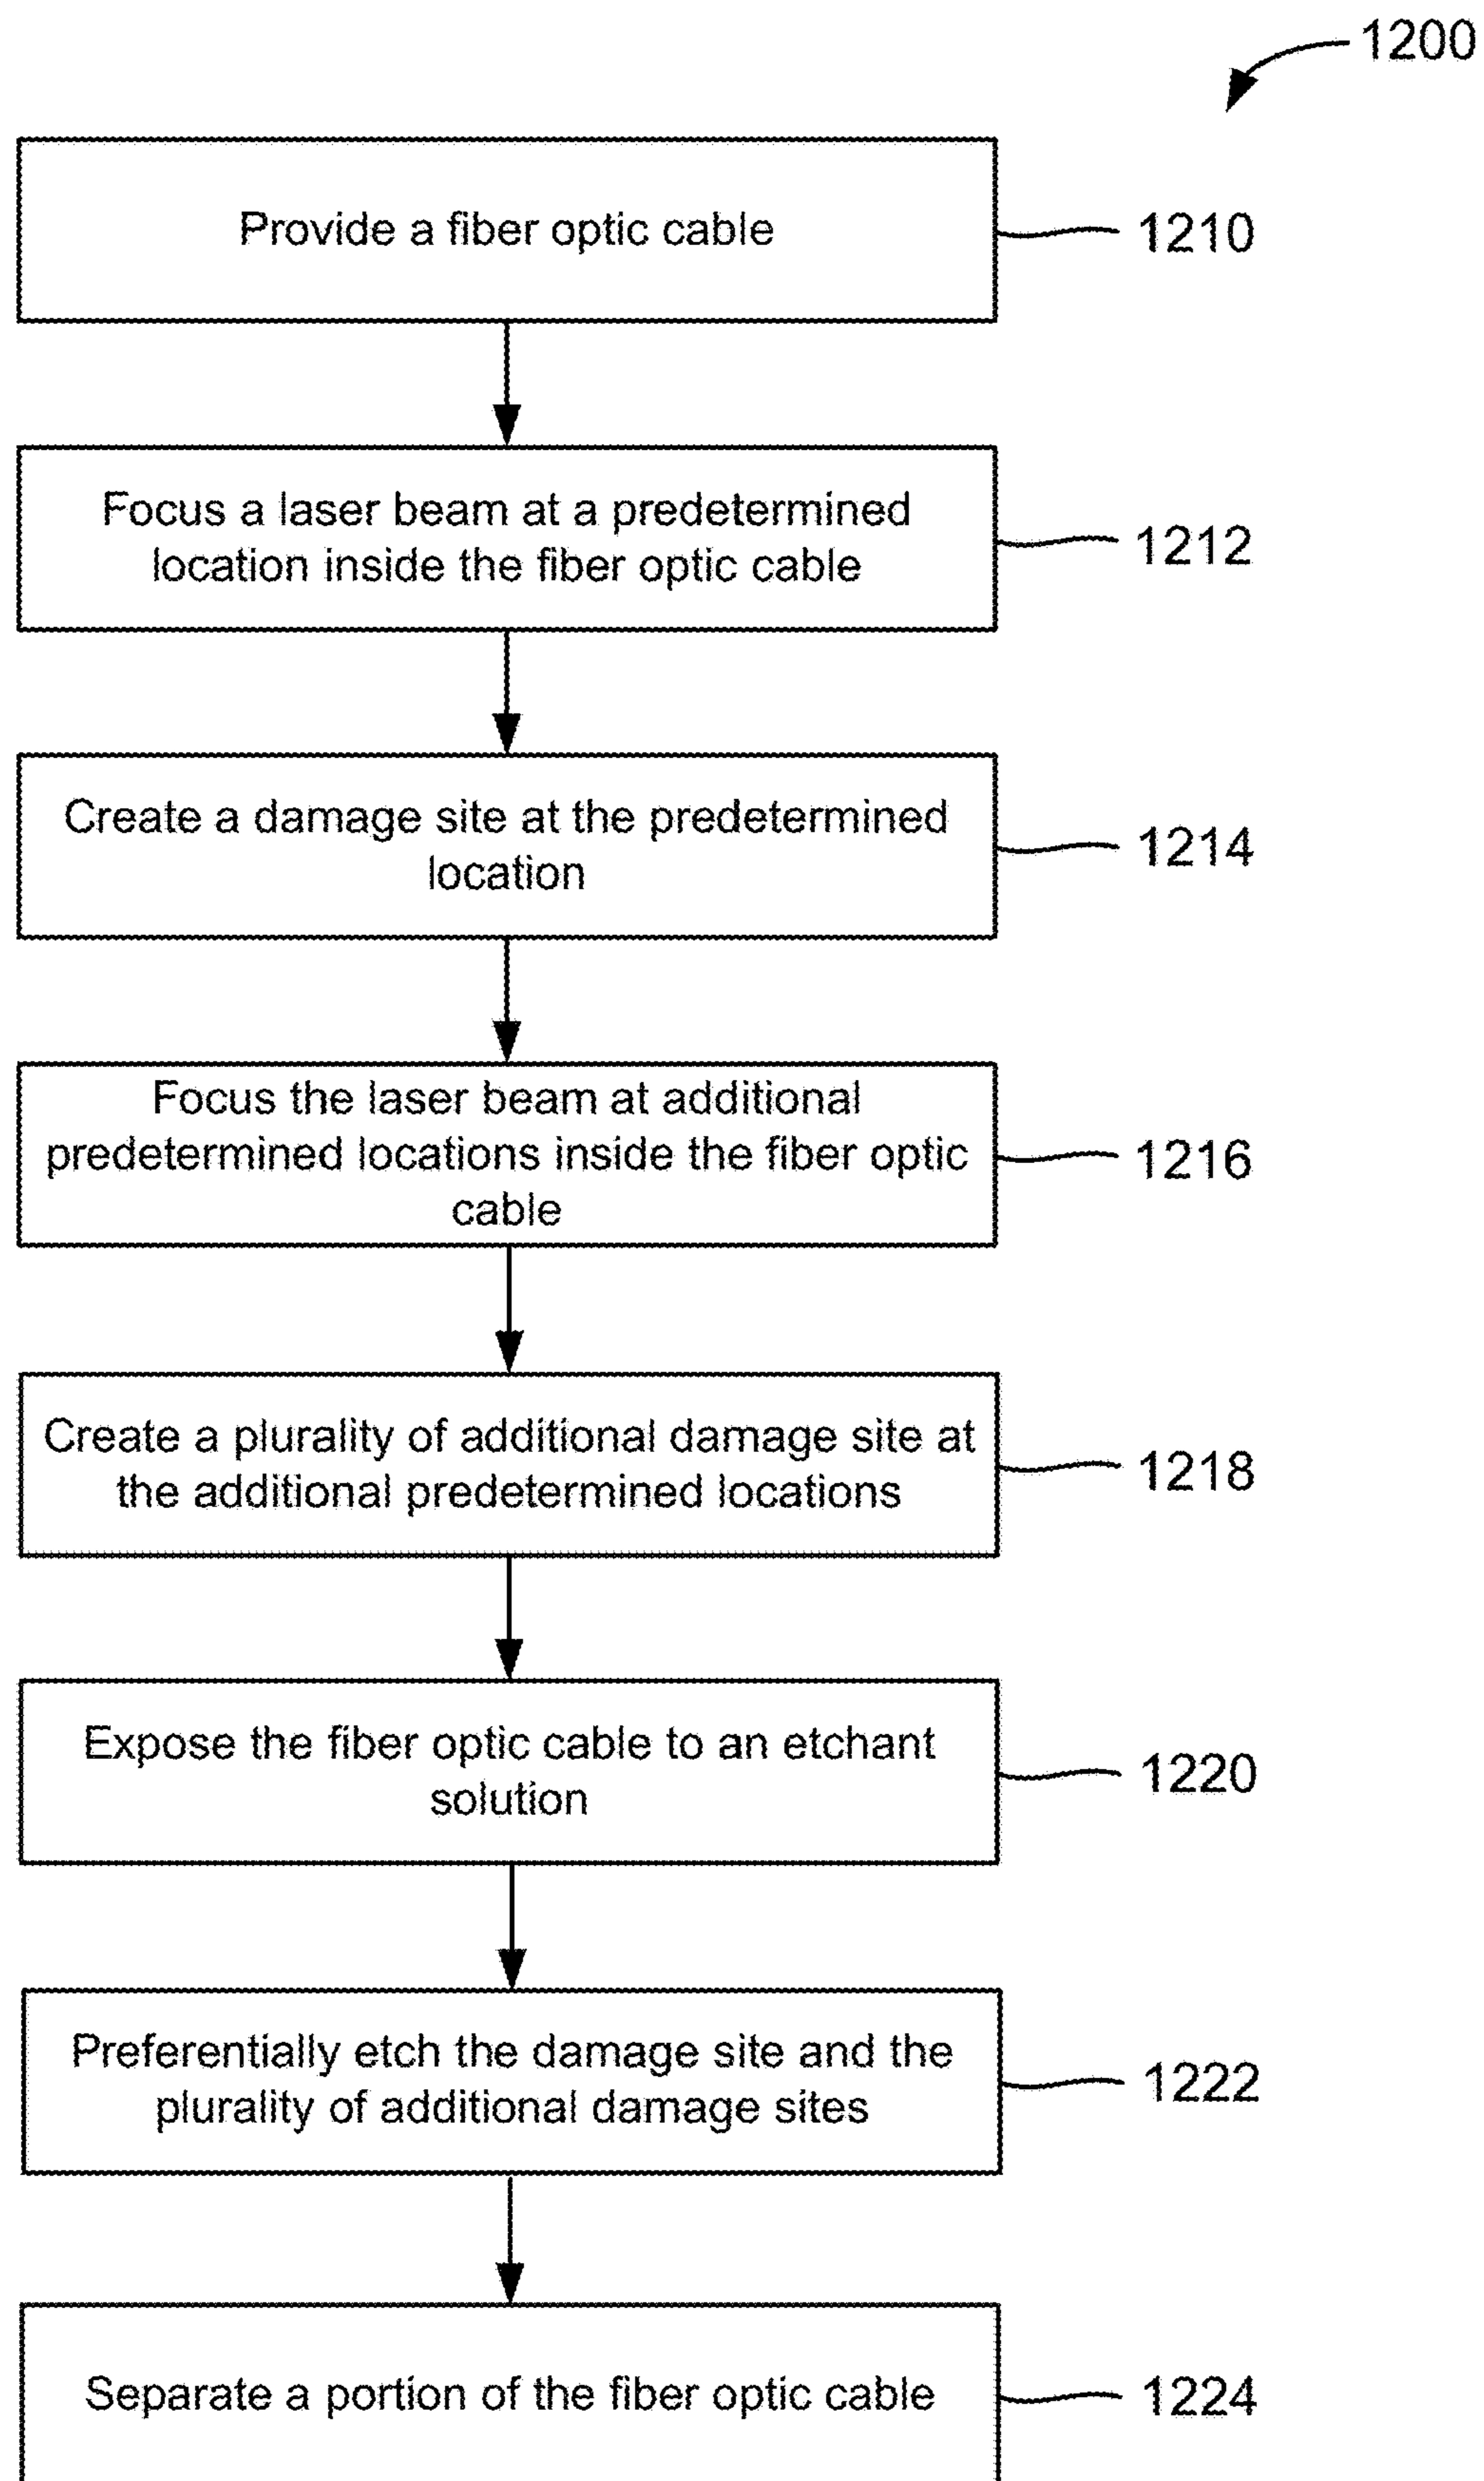 1200
Provide a fiber optic cable
1210
Focus a laser beam at a predetermined
location inside the fiber optic cable
1212
Create a damage site at the predetermined
location
1214
Focus the laser beam at additional
predetermined locations inside the fiber optic
cable
1216
Create a plurality of additional damage site at
the additional predetermined locations
1218
Expose the fiber optic cable to an etchant
solution
1220
Preferentially etch the damage site and the
plurality of additional damage sites
1222
Separate a portion of the fiber optic cable
1224